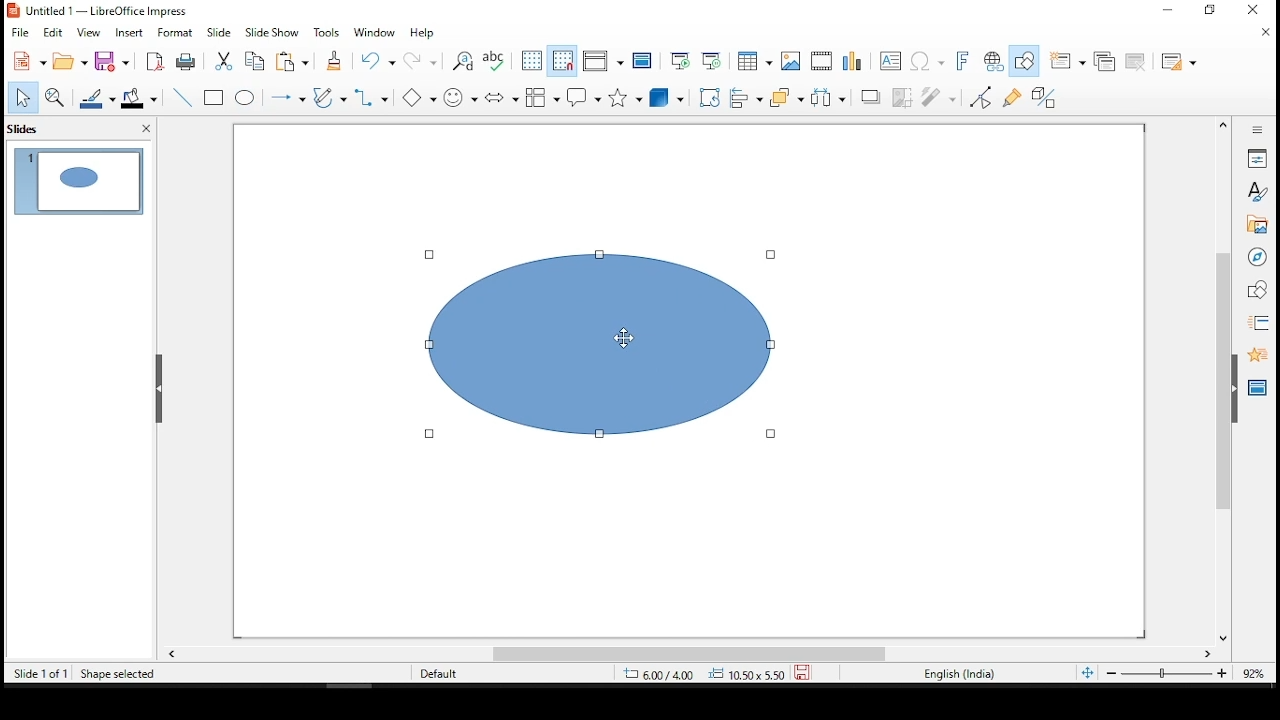 Untitled 1 — LibreOffice Impress
File Edit View Insert Format Slide Slide Show Tools Window Help
abc
Slides
1
Slide 1 of 1 Shape selected Default 6.00 / 4.00 10.50 x 5.50 English (India) 92%